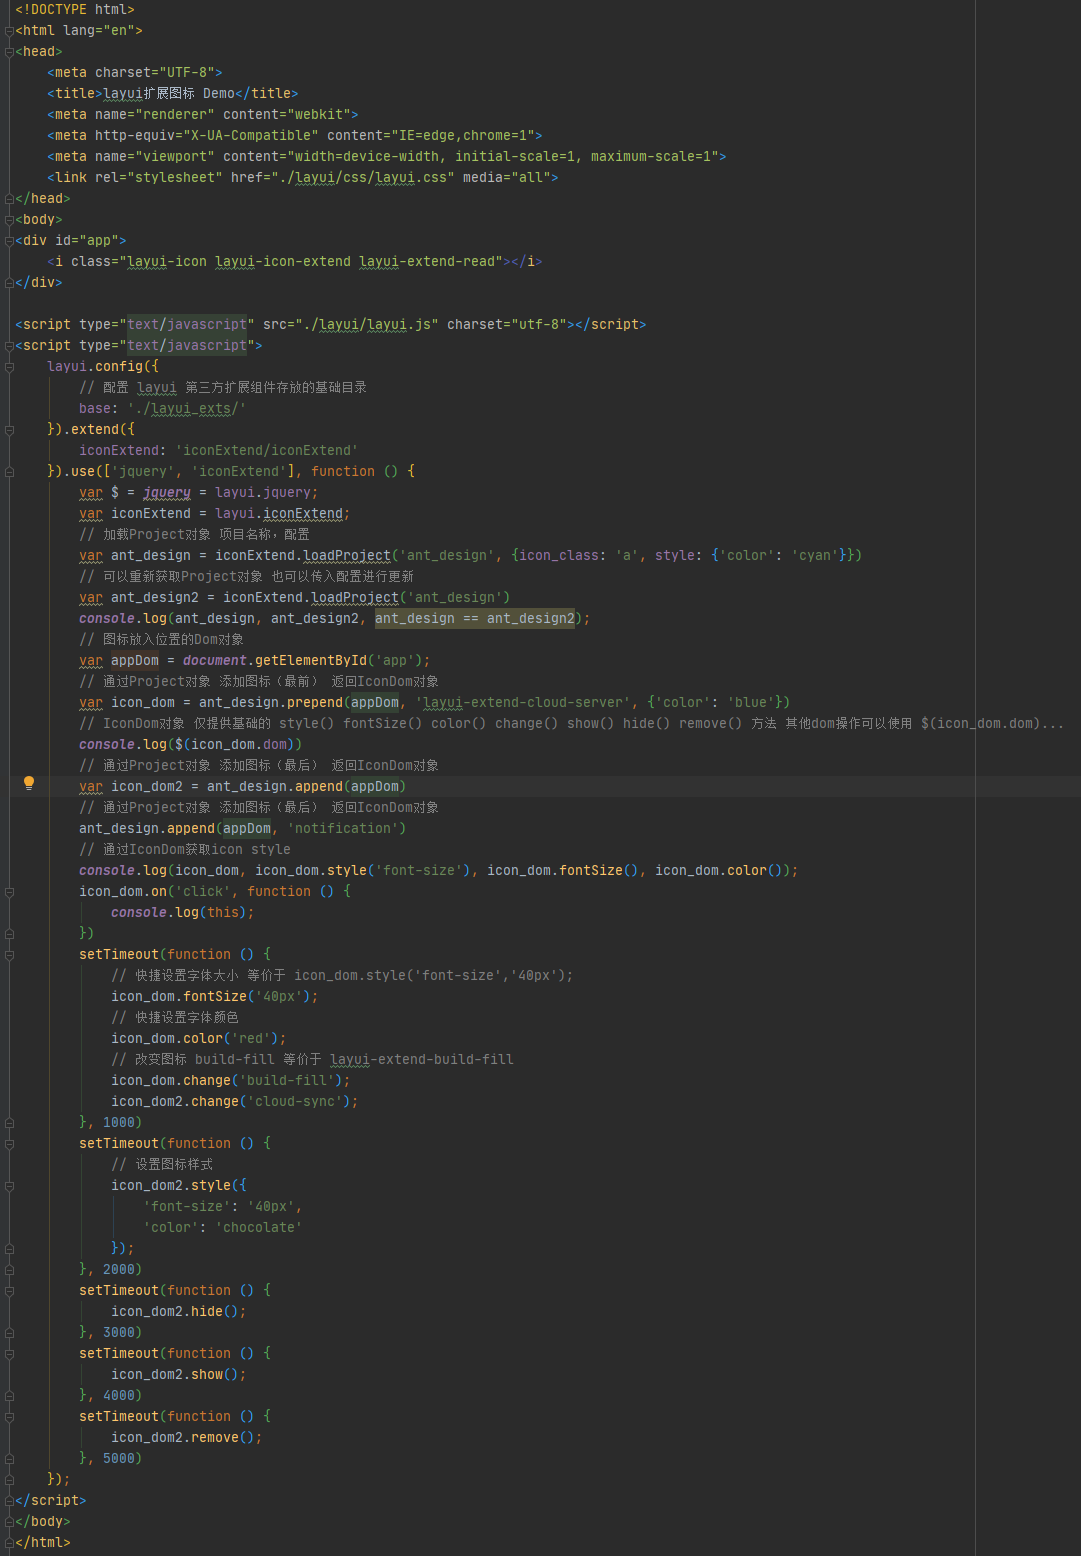 <!DOCTYPE html>
<html lang="en">
<head>
    <meta charset="UTF-8">
    <title>layui扩展图标 Demo</title>
    <meta name="renderer" content="webkit">
    <meta http-equiv="X-UA-Compatible" content="IE=edge,chrome=1">
    <meta name="viewport" content="width=device-width, initial-scale=1, maximum-scale=1">
    <link rel="stylesheet" href="./layui/css/layui.css" media="all">
</head>
<body>
<div id="app">
    <i class="layui-icon layui-icon-extend layui-extend-read"></i>
</div>

<script type="text/javascript" src="./layui/layui.js" charset="utf-8"></script>
<script type="text/javascript">
    layui.config({
        // 配置 layui 第三方扩展组件存放的基础目录
        base: './layui_exts/'
    }).extend({
        iconExtend: 'iconExtend/iconExtend'
    }).use(['jquery', 'iconExtend'], function () {
        var $ = jquery = layui.jquery;
        var iconExtend = layui.iconExtend;
        // 加载Project对象 项目名称，配置
        var ant_design = iconExtend.loadProject('ant_design', {icon_class: 'a', style: {'color': 'cyan'}})
        // 可以重新获取Project对象 也可以传入配置进行更新
        var ant_design2 = iconExtend.loadProject('ant_design')
        console.log(ant_design, ant_design2, ant_design == ant_design2);
        // 图标放入位置的Dom对象
        var appDom = document.getElementById('app');
        // 通过Project对象 添加图标（最前） 返回IconDom对象
        var icon_dom = ant_design.prepend(appDom, 'layui-extend-cloud-server', {'color': 'blue'})
        // IconDom对象 仅提供基础的 style() fontSize() color() change() show() hide() remove() 方法 其他dom操作可以使用 $(icon_dom.dom)...
        console.log($(icon_dom.dom))
        // 通过Project对象 添加图标（最后） 返回IconDom对象
        var icon_dom2 = ant_design.append(appDom)
        // 通过Project对象 添加图标（最后） 返回IconDom对象
        ant_design.append(appDom, 'notification')
        // 通过IconDom获取icon style
        console.log(icon_dom, icon_dom.style('font-size'), icon_dom.fontSize(), icon_dom.color());
        icon_dom.on('click', function () {
            console.log(this);
        })
        setTimeout(function () {
            // 快捷设置字体大小 等价于 icon_dom.style('font-size','40px');
            icon_dom.fontSize('40px');
            // 快捷设置字体颜色
            icon_dom.color('red');
            // 改变图标 build-fill 等价于 layui-extend-build-fill
            icon_dom.change('build-fill');
            icon_dom2.change('cloud-sync');
        }, 1000)
        setTimeout(function () {
            // 设置图标样式
            icon_dom2.style({
                'font-size': '40px',
                'color': 'chocolate'
            });
        }, 2000)
        setTimeout(function () {
            icon_dom2.hide();
        }, 3000)
        setTimeout(function () {
            icon_dom2.show();
        }, 4000)
        setTimeout(function () {
            icon_dom2.remove();
        }, 5000)
    });
</script>
</body>
</html>